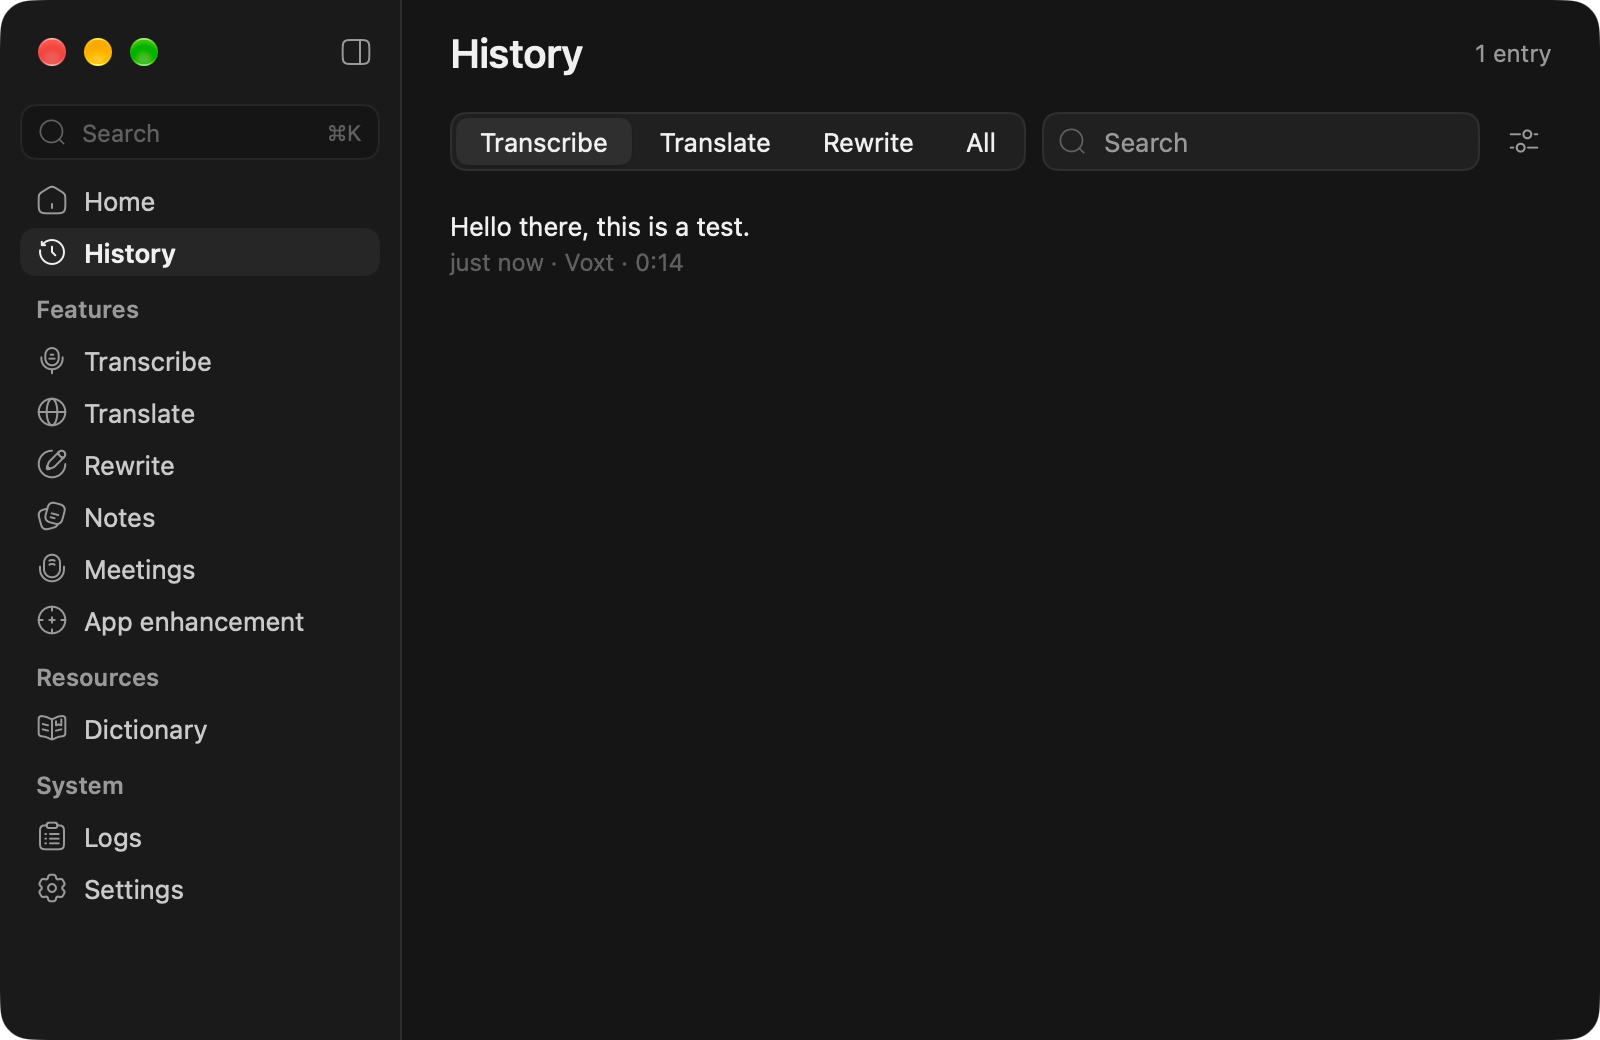 Search ⌘K
Home
History
Features
Transcribe
Translate
Rewrite
Notes
Meetings
App enhancement
Resources
Dictionary
System
Logs
Settings
History
1 entry
Transcribe Translate Rewrite All
Search
Hello there, this is a test.
just now · Voxt · 0:14